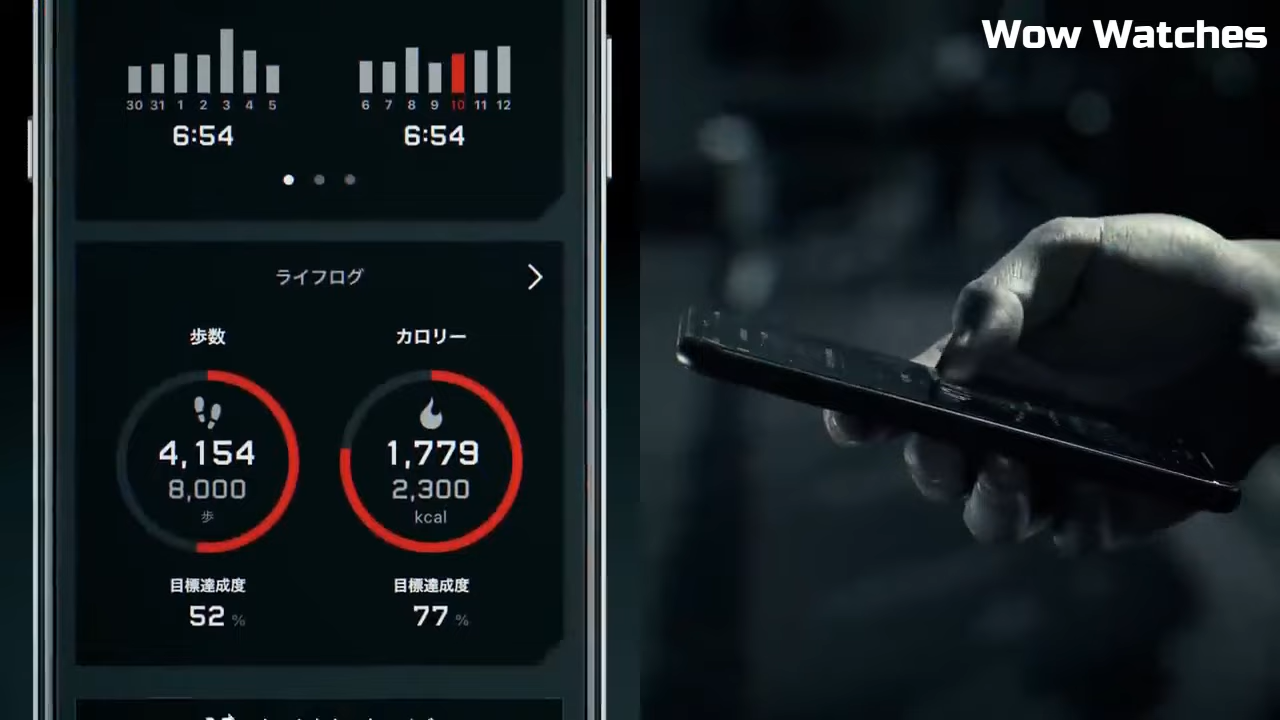 Wow Watches
30 31 1 2 3 4 5
6:54
6 7 8 9 10 11 12
6:54
ライフログ
歩数
4,154
8,000
歩
目標達成度
52 %
カロリー
1,779
2,300
kcal
目標達成度
77 %